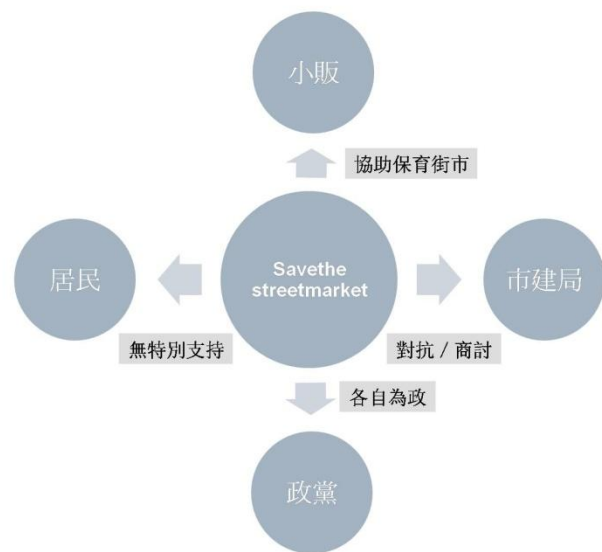 小販
協助保育街市
居民
Savethe
streetmarket
市建局
無特別支持
對抗 / 商討
各自為政
政黨